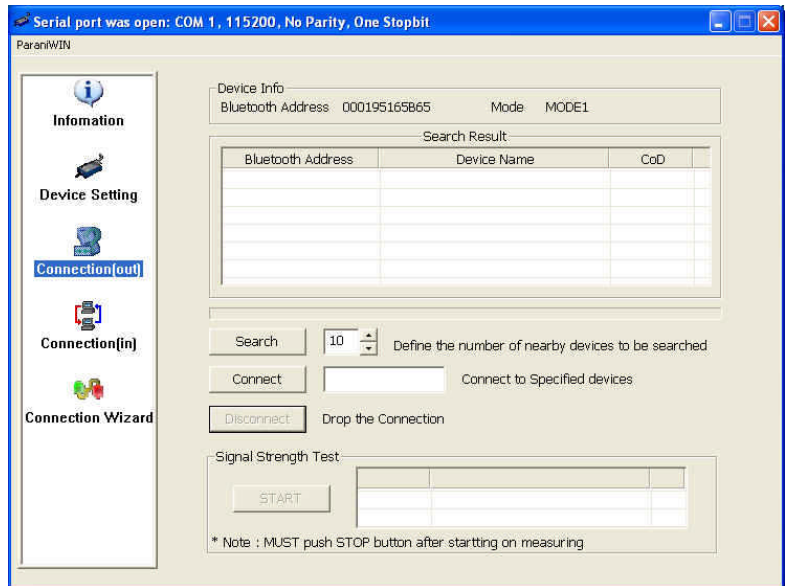 Serial port was open: COM 1, 115200, No Parity, One Stopbit
ParaniWIN
Infomation
Device Setting
Connection(out)
Connection(in)
Connection Wizard
Device Info
Bluetooth Address 000195165B65 Mode MODE1
Search Result
Bluetooth Address Device Name CoD
Search 10 Define the number of nearby devices to be searched
Connect Connect to Specified devices
Disconnect Drop the Connection
Signal Strength Test
START
* Note : MUST push STOP button after startting on measuring